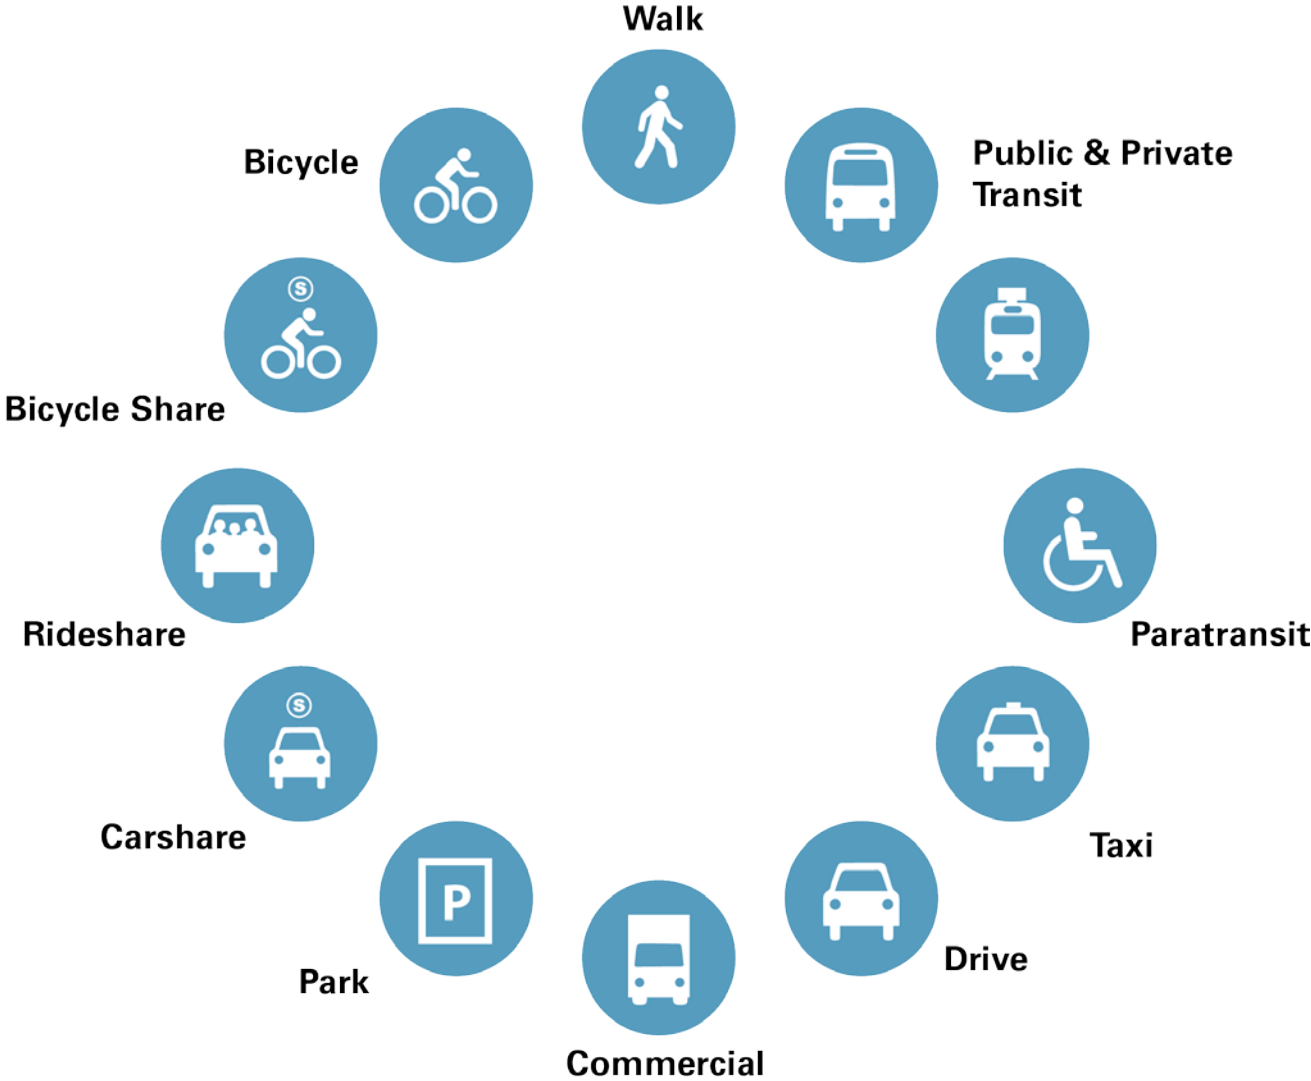 Walk
Bicycle
Public & Private
Transit
S
Bicycle Share
Rideshare
Paratransit
S
Carshare
Taxi
P
Drive
Park
Commercial